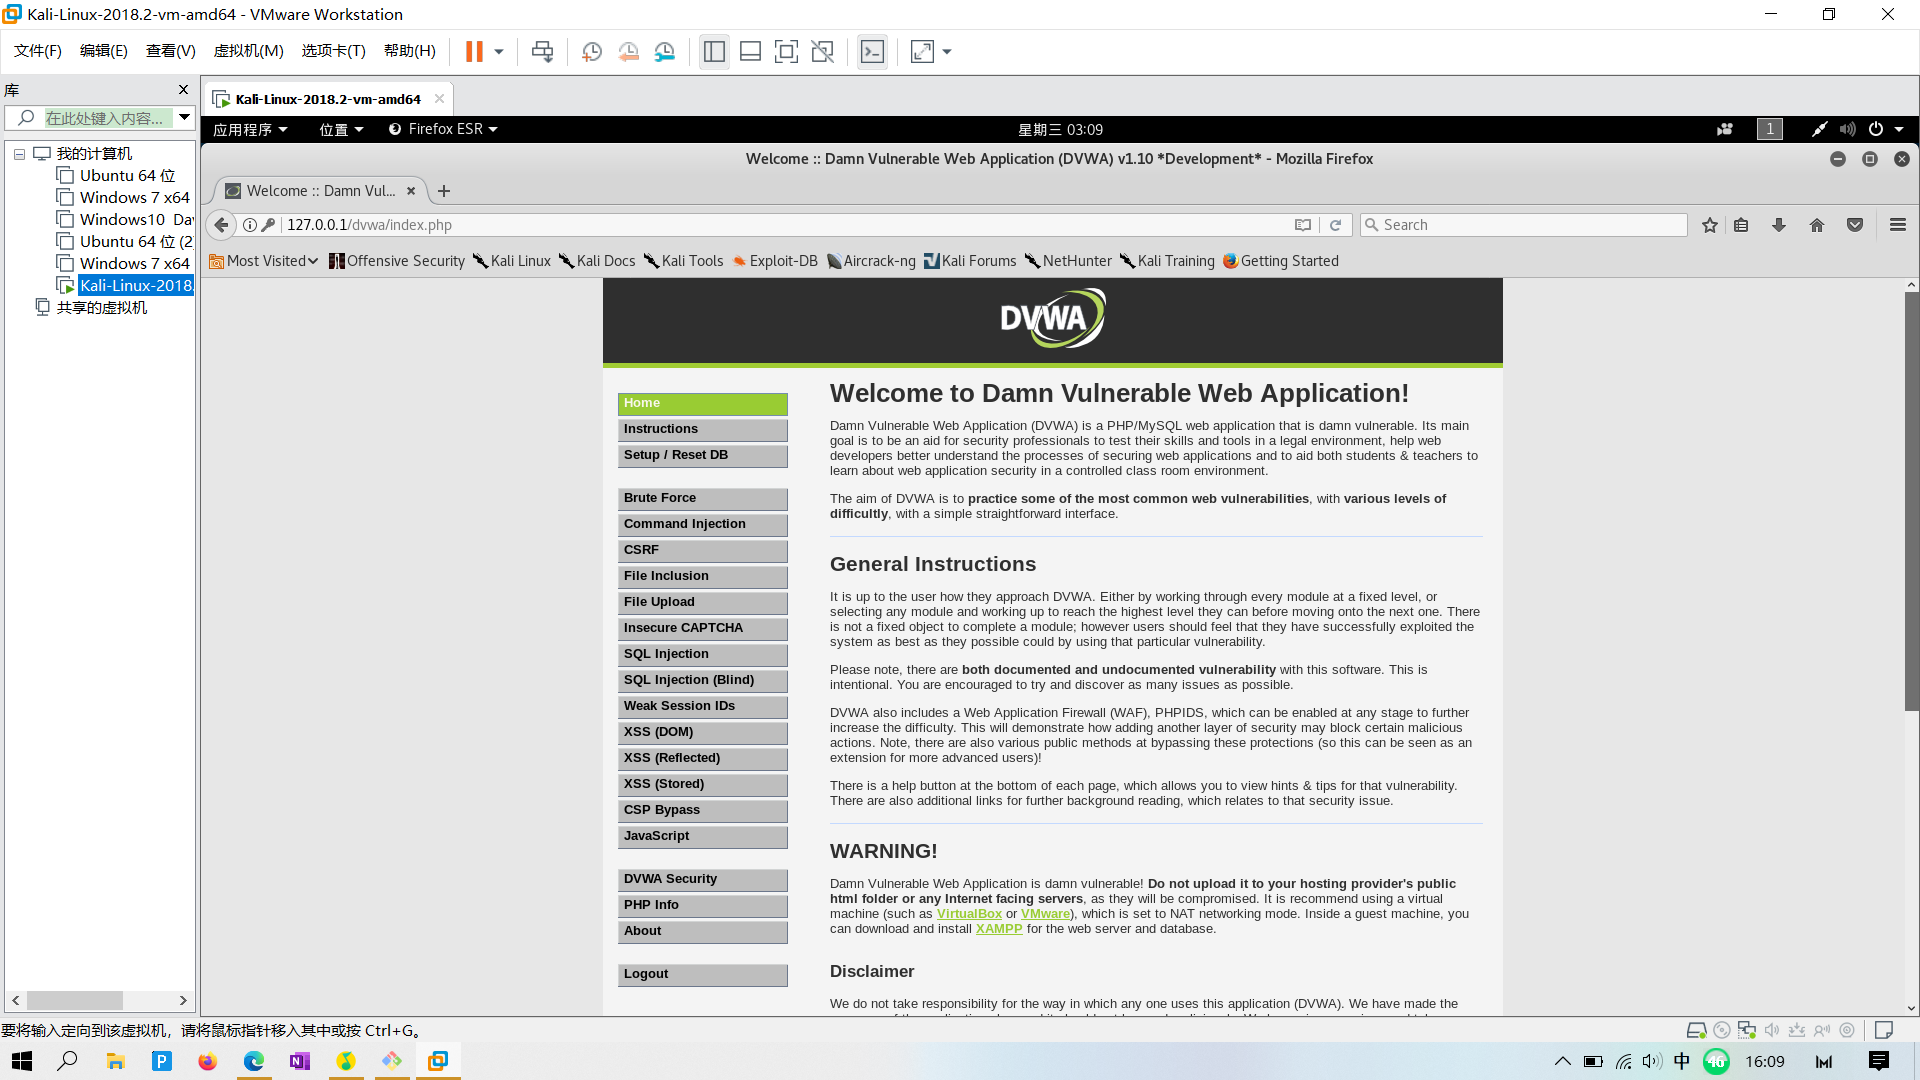 Kali-Linux-2018.2-vm-amd64 - VMware Workstation
文件(F) 编辑(E) 查看(V) 虚拟机(M) 选项卡(T) 帮助(H)
库
在此处键入内容...
我的计算机
Ubuntu 64 位
Windows 7 x64
Windows10 Da
Ubuntu 64 位 (2
Windows 7 x64
Kali-Linux-2018.
共享的虚拟机
Kali-Linux-2018.2-vm-amd64
应用程序 位置 Firefox ESR 星期三 03:09 1
Welcome :: Damn Vulnerable Web Application (DVWA) v1.10 *Development* - Mozilla Firefox
Welcome :: Damn Vul...
127.0.0.1/dvwa/index.php Search
Most Visited Offensive Security Kali Linux Kali Docs Kali Tools Exploit-DB Aircrack-ng Kali Forums NetHunter Kali Training Getting Started
DVWA
Home
Instructions
Setup / Reset DB
Brute Force
Command Injection
CSRF
File Inclusion
File Upload
Insecure CAPTCHA
SQL Injection
SQL Injection (Blind)
Weak Session IDs
XSS (DOM)
XSS (Reflected)
XSS (Stored)
CSP Bypass
JavaScript
DVWA Security
PHP Info
About
Logout
Welcome to Damn Vulnerable Web Application!
Damn Vulnerable Web Application (DVWA) is a PHP/MySQL web application that is damn vulnerable. Its main
goal is to be an aid for security professionals to test their skills and tools in a legal environment, help web
developers better understand the processes of securing web applications and to aid both students & teachers to
learn about web application security in a controlled class room environment.
The aim of DVWA is to practice some of the most common web vulnerabilities, with various levels of
difficultly, with a simple straightforward interface.
General Instructions
It is up to the user how they approach DVWA. Either by working through every module at a fixed level, or
selecting any module and working up to reach the highest level they can before moving onto the next one. There
is not a fixed object to complete a module; however users should feel that they have successfully exploited the
system as best as they possible could by using that particular vulnerability.
Please note, there are both documented and undocumented vulnerability with this software. This is
intentional. You are encouraged to try and discover as many issues as possible.
DVWA also includes a Web Application Firewall (WAF), PHPIDS, which can be enabled at any stage to further
increase the difficulty. This will demonstrate how adding another layer of security may block certain malicious
actions. Note, there are also various public methods at bypassing these protections (so this can be seen as an
extension for more advanced users)!
There is a help button at the bottom of each page, which allows you to view hints & tips for that vulnerability.
There are also additional links for further background reading, which relates to that security issue.
WARNING!
Damn Vulnerable Web Application is damn vulnerable! Do not upload it to your hosting provider's public
html folder or any Internet facing servers, as they will be compromised. It is recommend using a virtual
machine (such as VirtualBox or VMware), which is set to NAT networking mode. Inside a guest machine, you
can download and install XAMPP for the web server and database.
Disclaimer
We do not take responsibility for the way in which any one uses this application (DVWA). We have made the
要将输入定向到该虚拟机，请将鼠标指针移入其中或按 Ctrl+G。
中 46 16:09